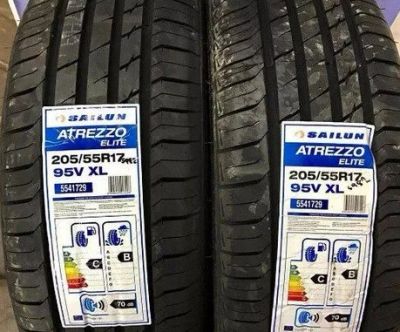 SAILUN
ATREZZO
ELITE
205/55R17
95V XL
5541729
C
B
70 dB
SAILUN
ATREZZO
ELITE
205/55R17
95V XL
5541729
C
B
70 dB